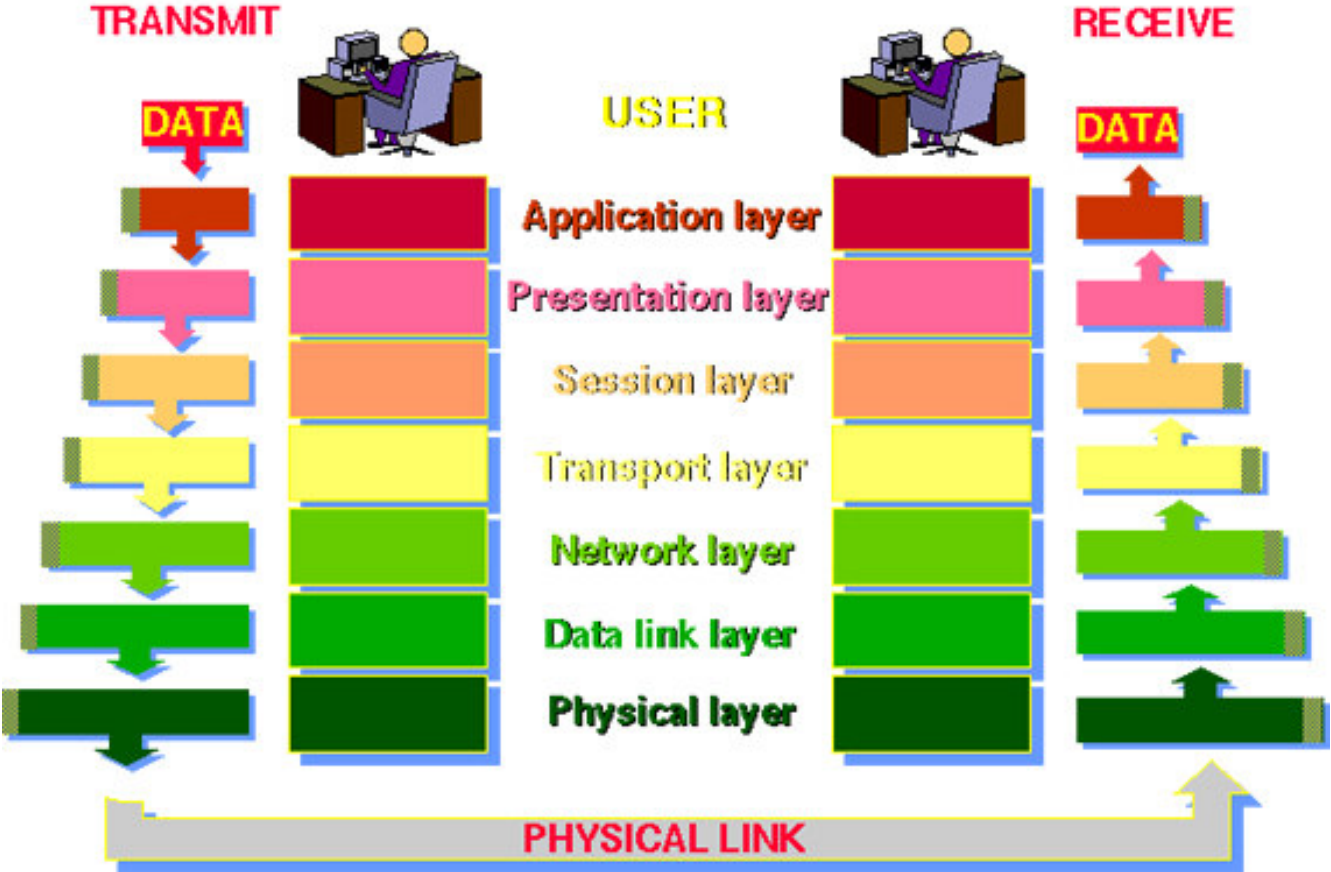 TRANSMIT
RECEIVE
DATA
USER
DATA
Application layer
Presentation layer
Session layer
Transport layer
Network layer
Data link layer
Physical layer
PHYSICAL LINK